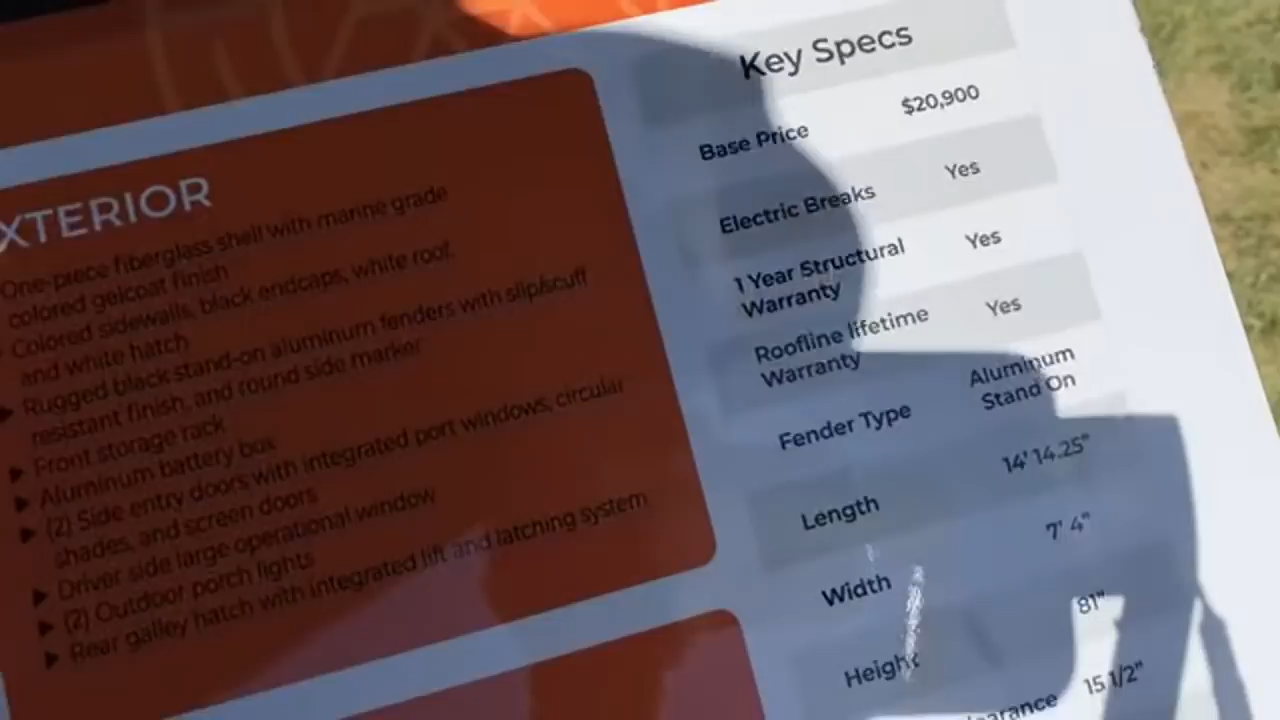 XTERIOR
One-piece fiberglass shell with marine grade
colored gelcoat finish
Colored sidewalls, black endcaps, white roof,
and white hatch
Rugged black stand-on aluminum fenders with slip/scuff
resistant finish, and round side marker
Front storage rack
Aluminum battery box
(2) Side entry doors with integrated port windows, circular
shades, and screen doors
Driver side large operational window
(2) Outdoor porch lights
Rear galley hatch with integrated lift and latching system
Key Specs
Base Price $20,900
Electric Breaks Yes
1 Year Structural
Warranty Yes
Roofline lifetime
Warranty Yes
Fender Type Aluminum
Stand On
Length 14' 14.25"
Width 7' 4"
Height 81"
earance 15 1/2"